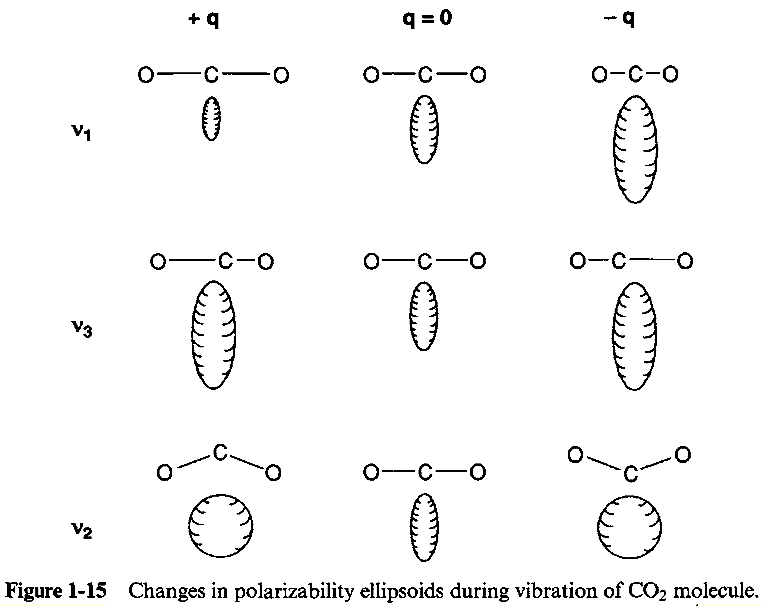 + q q = 0 – q
O—C—O O—C—O O–C–O
ν1
O—C–O O—C—O O–C—O
ν3
O C O O—C—O O C O
ν2
Figure 1-15 Changes in polarizability ellipsoids during vibration of CO2 molecule.